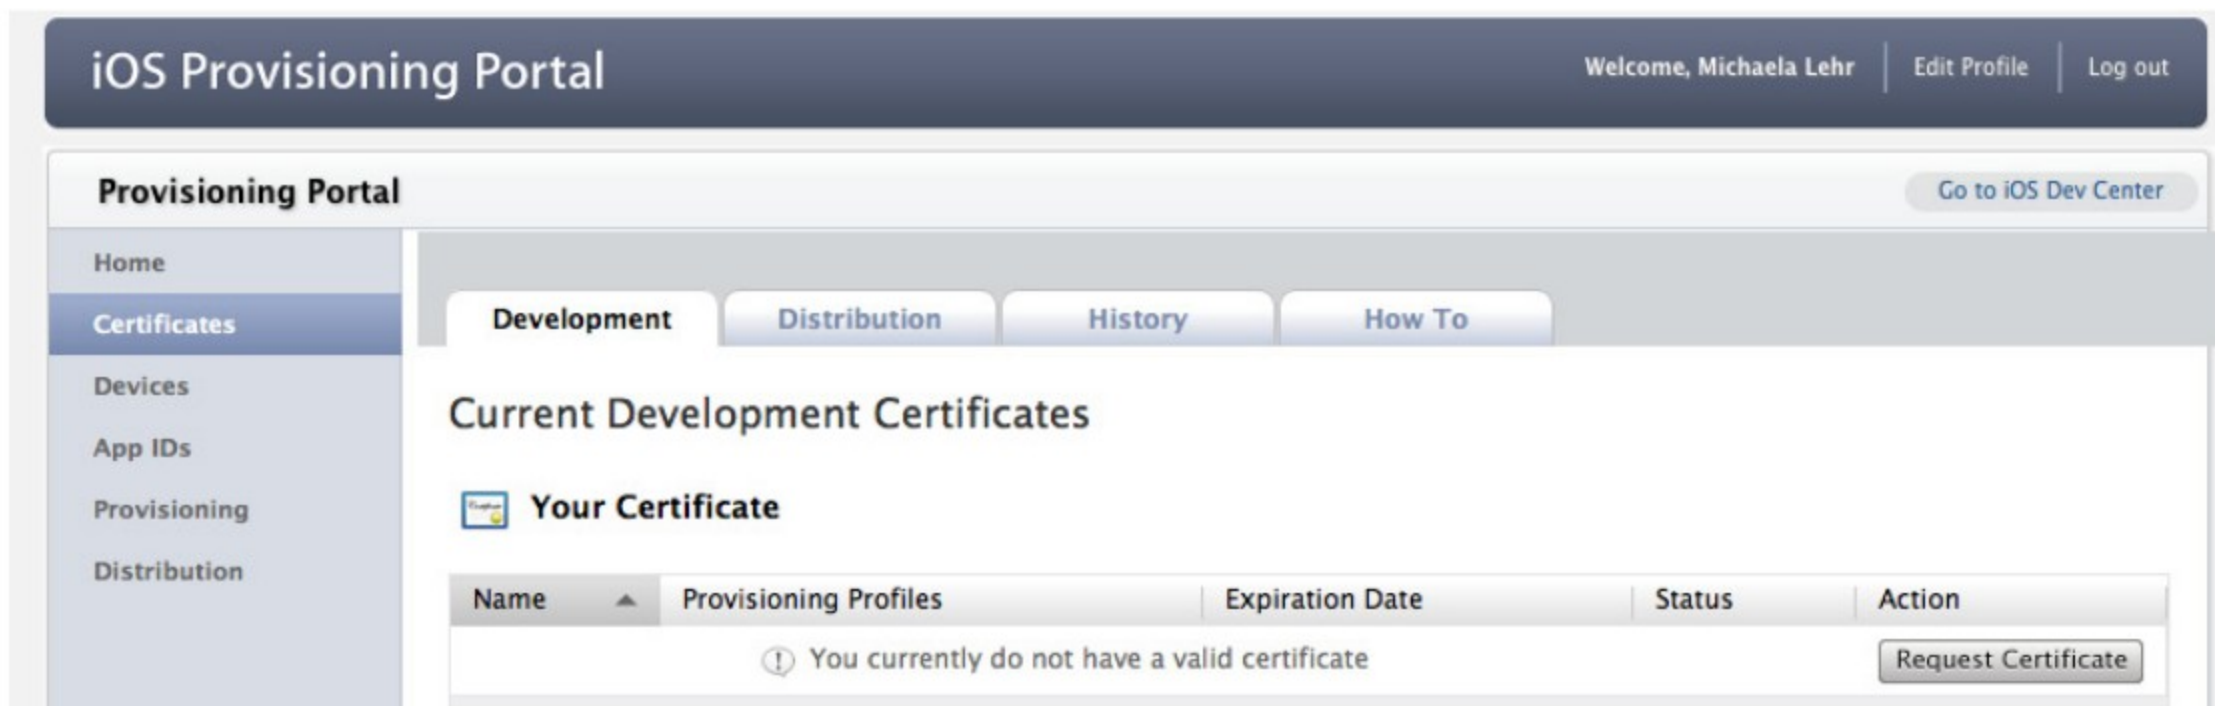 iOS Provisioning Portal
Welcome, Michaela Lehr
Edit Profile
Log out
Provisioning Portal
Go to iOS Dev Center
Home
Certificates
Devices
App IDs
Provisioning
Distribution
Development
Distribution
History
How To
Current Development Certificates
Your Certificate
Name
Provisioning Profiles
Expiration Date
Status
Action
You currently do not have a valid certificate
Request Certificate